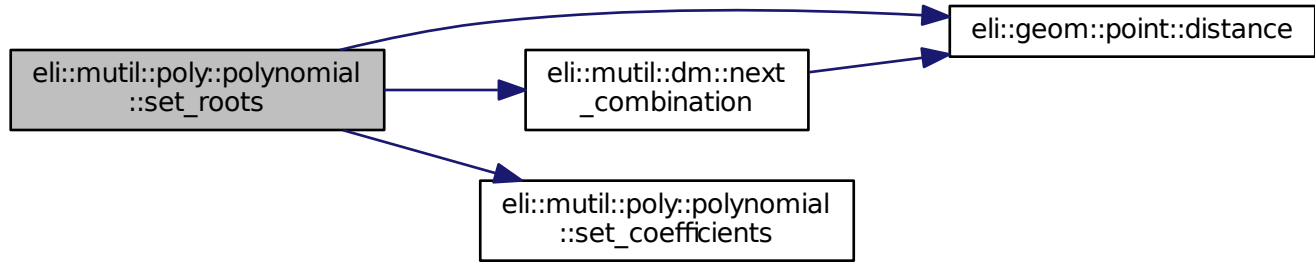 eli::mutil::poly::polynomial
::set_roots
eli::mutil::dm::next
_combination
eli::geom::point::distance
eli::mutil::poly::polynomial
::set_coefficients